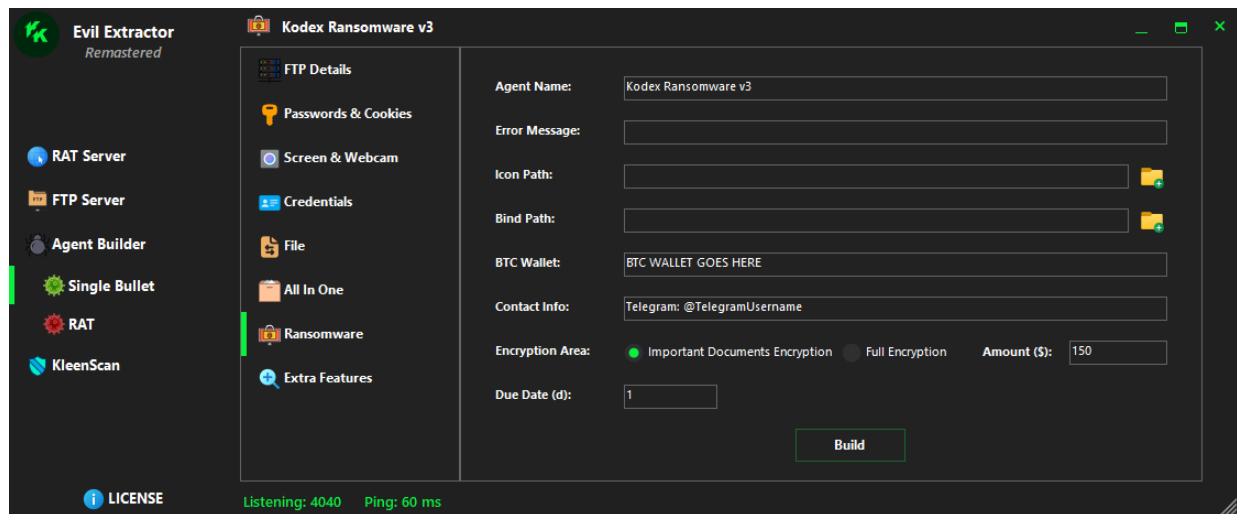 Evil Extractor
Remastered
RAT Server
FTP Server
Agent Builder
Single Bullet
RAT
KleenScan
LICENSE
Kodex Ransomware v3
FTP Details
Passwords & Cookies
Screen & Webcam
Credentials
File
All In One
Ransomware
Extra Features
Agent Name: Kodex Ransomware v3
Error Message:
Icon Path:
Bind Path:
BTC Wallet: BTC WALLET GOES HERE
Contact Info: Telegram: @TelegramUsername
Encryption Area: Important Documents Encryption Full Encryption Amount ($): 150
Due Date (d): 1
Build
Listening: 4040 Ping: 60 ms